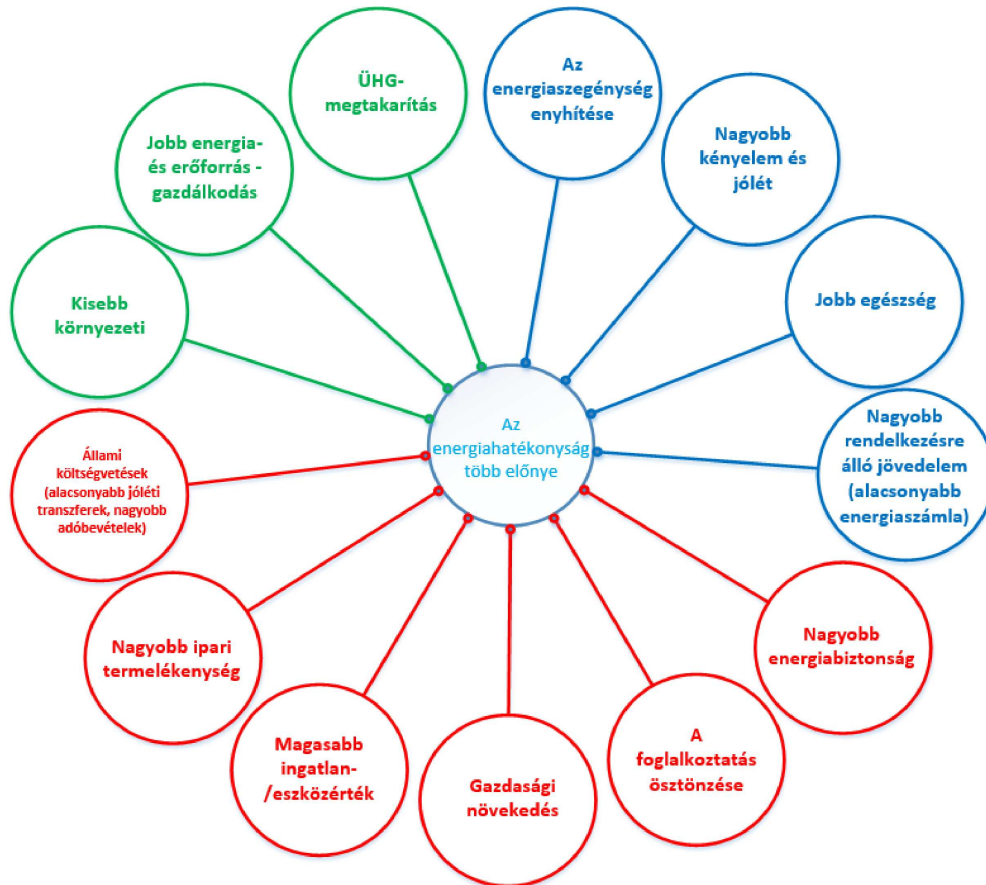 ÜHG-
megtakarítás
Az
energiaszegénység
enyhítése
Nagyobb
kényelem és
jólét
Jobb egészség
Nagyobb
rendelkezésre
álló jövedelem
(alacsonyabb
energiaszámla)
Nagyobb
energiabiztonság
A
foglalkoztatás
ösztönzése
Gazdasági
növekedés
Magasabb
ingatlan-
/eszközérték
Nagyobb ipari
termelékenység
Állami
költségvetések
(alacsonyabb jóléti
transzferek, nagyobb
adóbevételek)
Kisebb
környezeti
Jobb energia-
és erőforrás -
gazdálkodás
Az
energiahatékonyság
több előnye